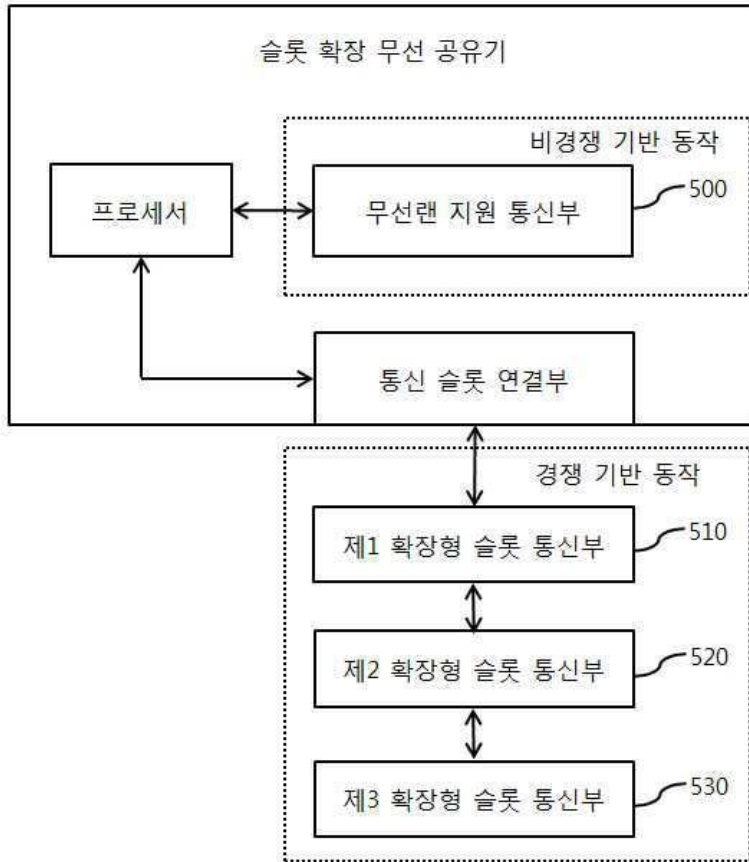 슬롯 확장 무선 공유기
비경쟁 기반 동작
프로세서
무선랜 지원 통신부
500
통신 슬롯 연결부
경쟁 기반 동작
제1 확장형 슬롯 통신부
510
제2 확장형 슬롯 통신부
520
제3 확장형 슬롯 통신부
530